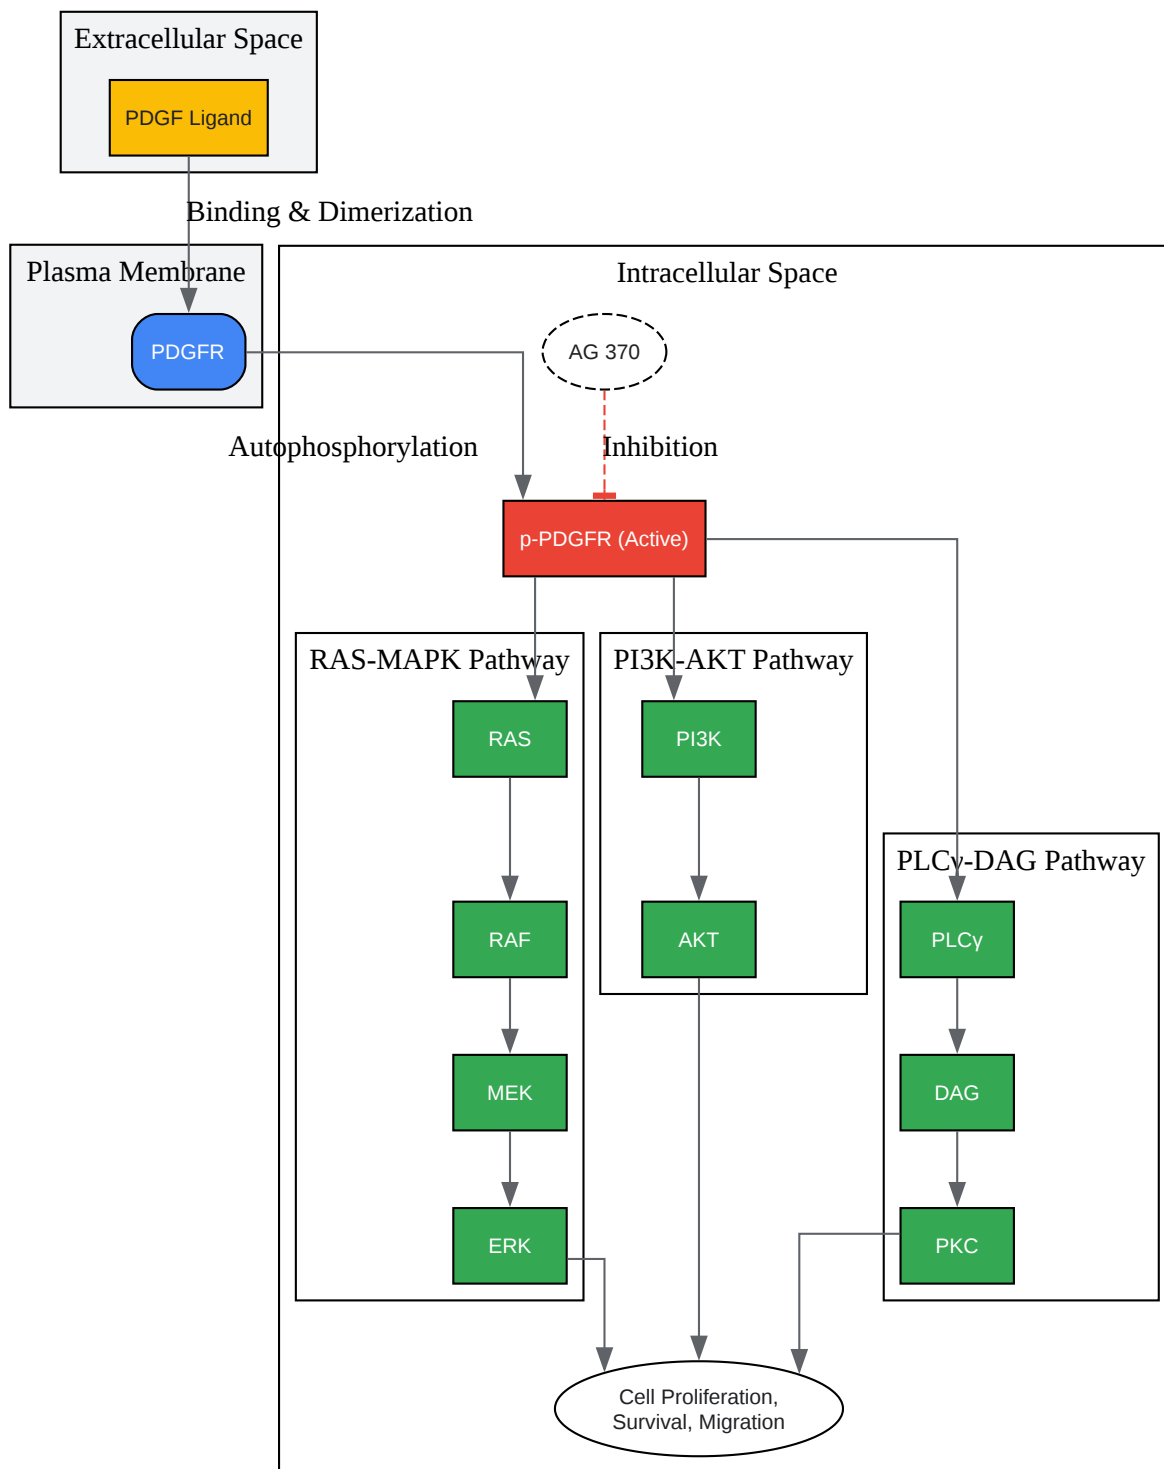 Extracellular Space
PDGF Ligand
Binding & Dimerization
Plasma Membrane
PDGFR
Intracellular Space
AG 370
Autophosphorylation
Inhibition
p-PDGFR (Active)
RAS-MAPK Pathway
RAS
RAF
MEK
ERK
PI3K-AKT Pathway
PI3K
AKT
PLCγ-DAG Pathway
PLCγ
DAG
PKC
Cell Proliferation,
Survival, Migration